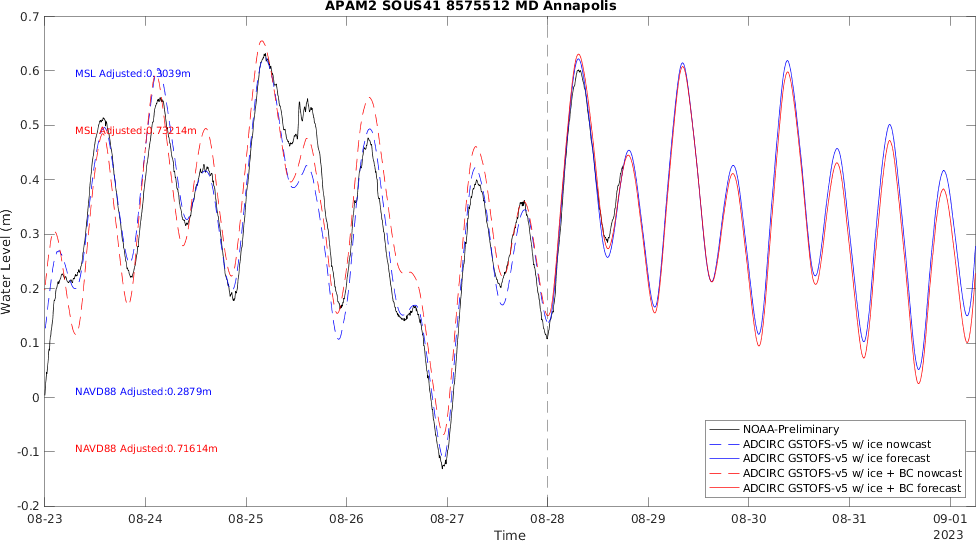 APAM2 SOUS41 8575512 MD Annapolis
0.7
0.6
0.5
0.4
0.3
0.2
0.1
0
-0.1
-0.2
Water Level (m)
MSL Adjusted:0.3039m
MSL Adjusted:0.73214m
NAVD88 Adjusted:0.2879m
NAVD88 Adjusted:0.71614m
NOAA-Preliminary
ADCIRC GSTOFS-v5 w/ ice nowcast
ADCIRC GSTOFS-v5 w/ ice forecast
ADCIRC GSTOFS-v5 w/ ice + BC nowcast
ADCIRC GSTOFS-v5 w/ ice + BC forecast
08-23 08-24 08-25 08-26 08-27 08-28 08-29 08-30 08-31 09-01
Time
2023